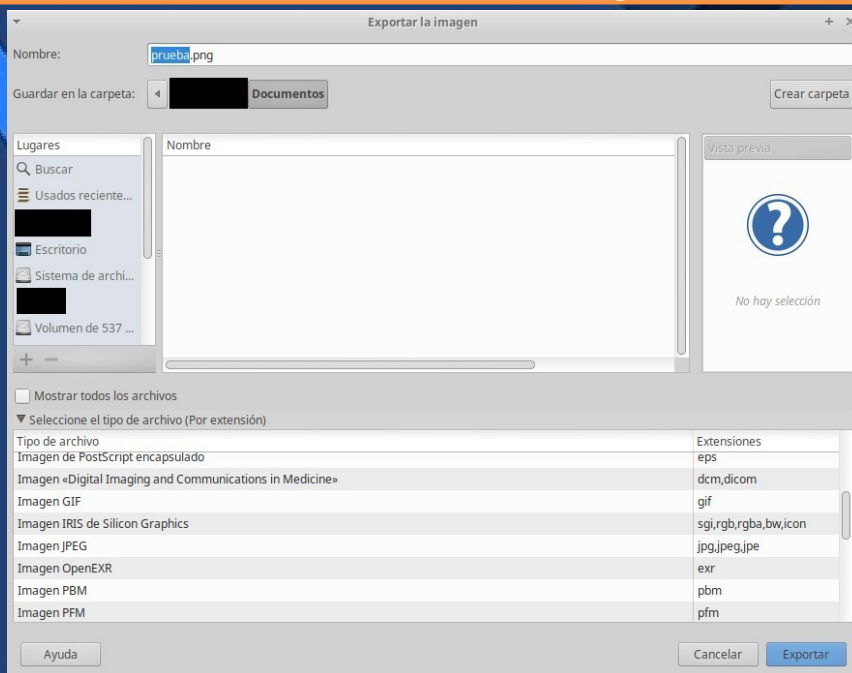 Exportar la imagen
Nombre: prueba.png
Guardar en la carpeta: Documentos Crear carpeta
Lugares Nombre Vista previa
Buscar
Usados reciente...
Escritorio
Sistema de archi...
No hay selección
Volumen de 537 ...
Mostrar todos los archivos
Seleccione el tipo de archivo (Por extensión)
Tipo de archivo Extensiones
Imagen de PostScript encapsulado eps
Imagen «Digital Imaging and Communications in Medicine» dcm,dicom
Imagen GIF gif
Imagen IRIS de Silicon Graphics sgi,rgb,rgba,bw,icon
Imagen JPEG jpg,jpeg,jpe
Imagen OpenEXR exr
Imagen PBM pbm
Imagen PFM pfm
Ayuda Cancelar Exportar